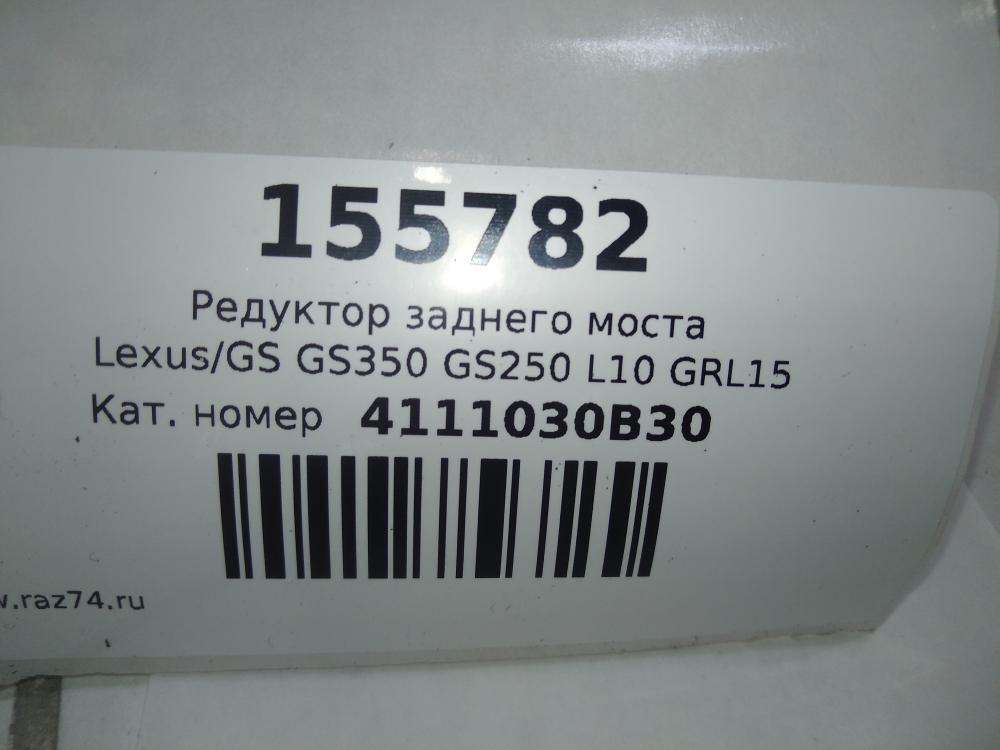 155782
Редуктор заднего моста
Lexus/GS GS350 GS250 L10 GRL15
Кат. номер 4111030B30
.raz74.ru